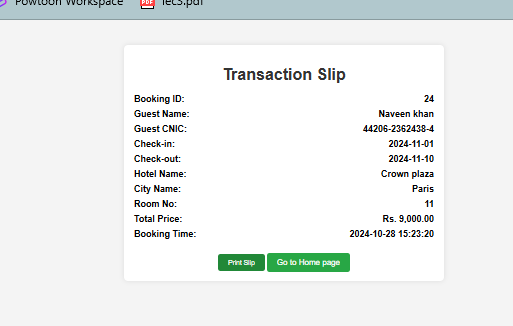 Powtoon Workspace PDF lec3.pdf
Transaction Slip
Booking ID: 24
Guest Name: Naveen khan
Guest CNIC: 44206-2362438-4
Check-in: 2024-11-01
Check-out: 2024-11-10
Hotel Name: Crown plaza
City Name: Paris
Room No: 11
Total Price: Rs. 9,000.00
Booking Time: 2024-10-28 15:23:20
Print Slip Go to Home page